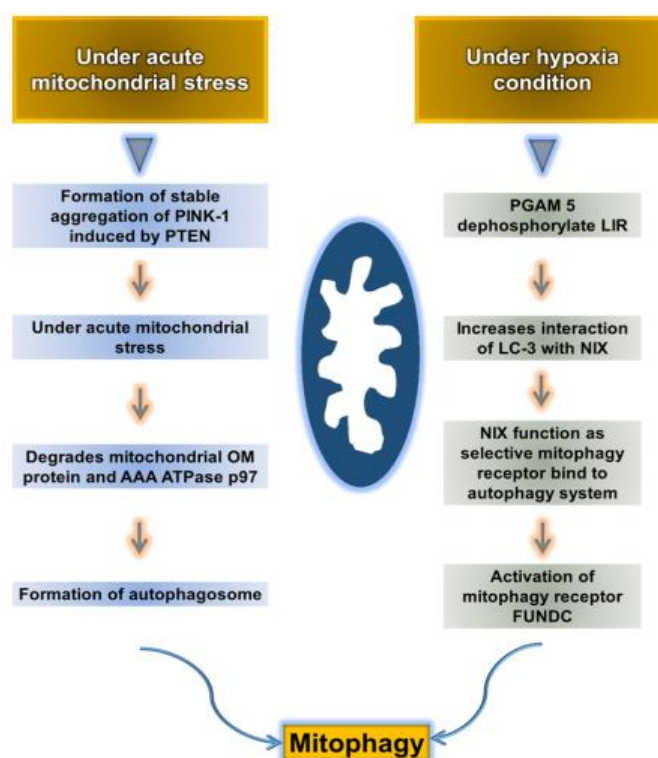 Under acute
mitochondrial stress
Formation of stable
aggregation of PINK-1
induced by PTEN
Under acute mitochondrial
stress
Degrades mitochondrial OM
protein and AAA ATPase p97
Formation of autophagosome
Under hypoxia
condition
PGAM 5
dephosphorylate LIR
Increases interaction
of LC-3 with NIX
NIX function as
selective mitophagy
receptor bind to
autophagy system
Activation of
mitophagy receptor
FUNDC
Mitophagy